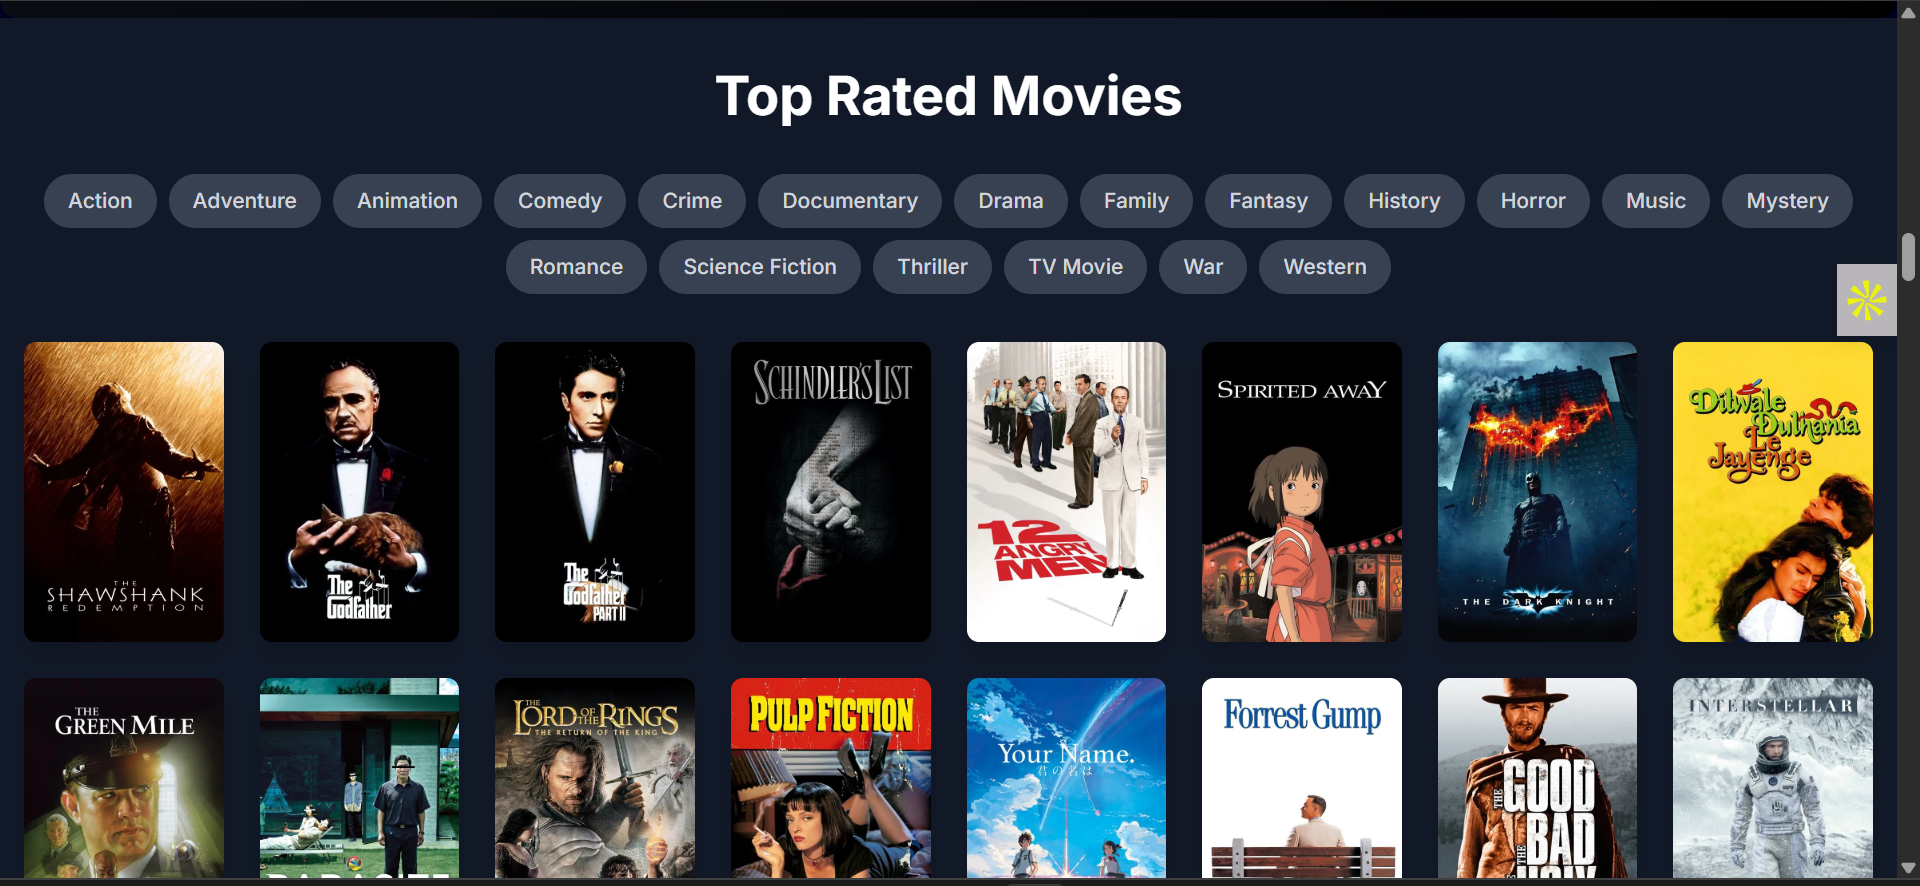 Top Rated Movies
Action Adventure Animation Comedy Crime Documentary Drama Family Fantasy History Horror Music Mystery
Romance Science Fiction Thriller TV Movie War Western
THE
SHAWSHANK
REDEMPTION
The
Godfather
The
Godfather
PART II
SCHINDLER'S LIST
12
ANGRY
MEN
SPIRITED AWAY
THE DARK KNIGHT
Dilwale
Dulhania
Le
Jayenge
THE
GREEN MILE
PARASITE
THE
LORD OF THE RINGS
THE RETURN OF THE KING
PULP FICTION
Your Name.
君の名は
Forrest Gump
THE
GOOD
THE
BAD
UGLY
INTERSTELLAR